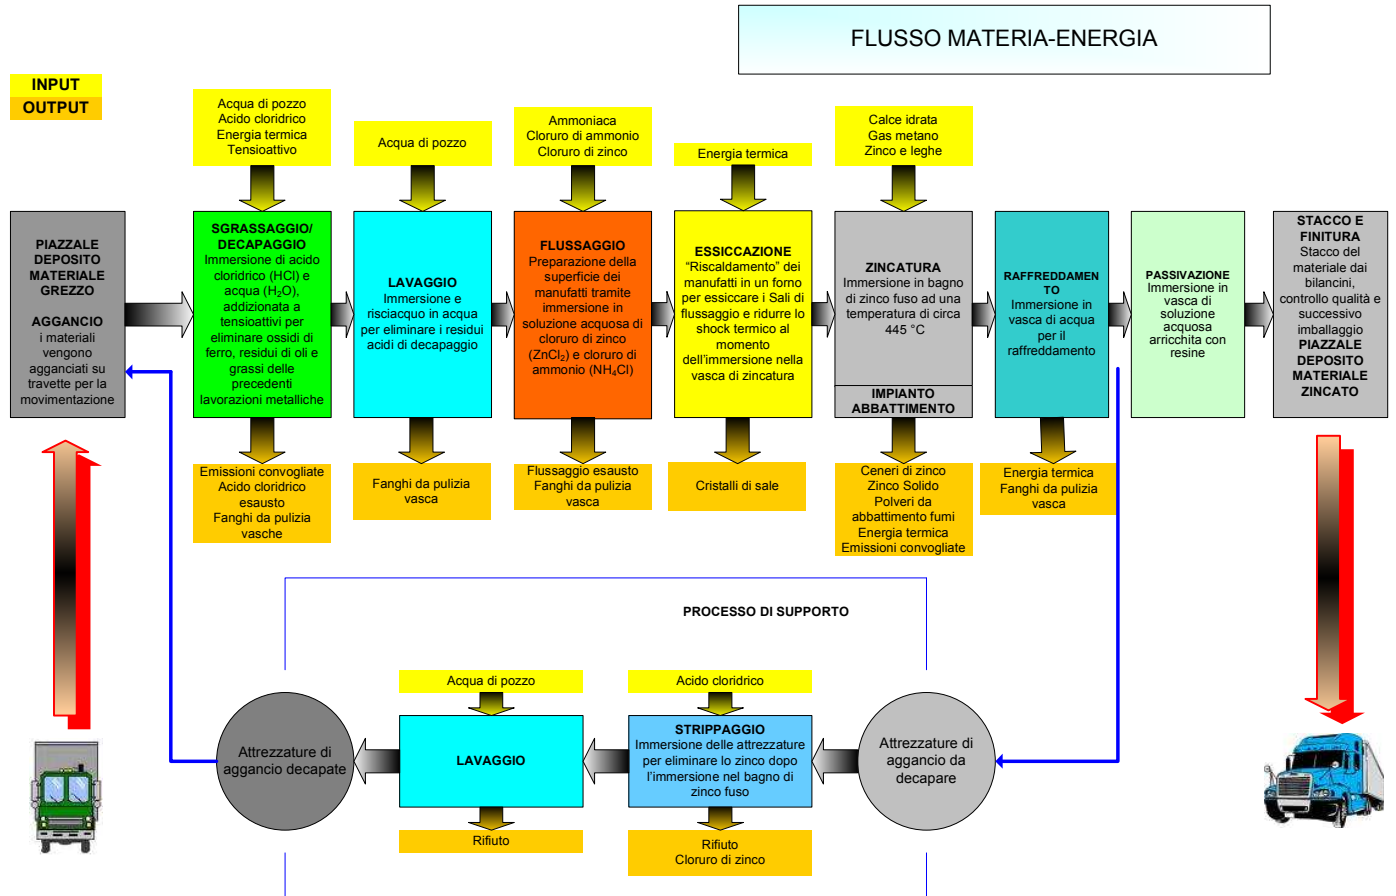 FLUSSO MATERIA-ENERGIA
INPUT
OUTPUT
Acqua di pozzo
Acido cloridrico
Energia termica
Tensioattivo
Acqua di pozzo
Ammoniaca
Cloruro di ammonio
Cloruro di zinco
Energia termica
Calce idrata
Gas metano
Zinco e leghe
PIAZZALE
DEPOSITO
MATERIALE
GREZZO
AGGANCIO
i materiali
vengono
agganciati su
travette per la
movimentazione
SGRASSAGGIO/
DECAPAGGIO
Immersione di acido
cloridrico (HCl) e
acqua (H₂O),
addizionata a
tensioattivi per
eliminare ossidi di
ferro, residui di oli e
grassi delle
precedenti
lavorazioni metalliche
LAVAGGIO
Immersione e
risciacquo in acqua
per eliminare i residui
acidi di decapaggio
FLUSSAGGIO
Preparazione della
superficie dei
manufatti tramite
immersione in
soluzione acquosa di
cloruro di zinco
(ZnCl₂) e cloruro di
ammonio (NH₄Cl)
ESSICCAZIONE
“Riscaldamento” dei
manufatti in un forno
per essiccare i Sali di
flussaggio e ridurre lo
shock termico al
momento
dell’immersione nella
vasca di zincatura
ZINCATURA
Immersione in bagno
di zinco fuso ad una
temperatura di circa
445 °C
IMPIANTO
ABBATTIMENTO
RAFFREDDAMEN
TO
Immersione in
vasca di acqua
per il
raffreddamento
PASSIVAZIONE
Immersione in
vasca di
soluzione
acquosa
arricchita con
resine
STACCO E
FINITURA
Stacco del
materiale dai
bilancini,
controllo qualità e
successivo
imballaggio
PIAZZALE
DEPOSITO
MATERIALE
ZINCATO
Emissioni convogliate
Acido cloridrico
esausto
Fanghi da pulizia
vasche
Fanghi da pulizia
vasca
Flussaggio esausto
Fanghi da pulizia
vasca
Cristalli di sale
Ceneri di zinco
Zinco Solido
Polveri da
abbattimento fumi
Energia termica
Emissioni convogliate
Energia termica
Fanghi da pulizia
vasca
PROCESSO DI SUPPORTO
Acqua di pozzo
Acido cloridrico
Attrezzature di
aggancio decapate
LAVAGGIO
STRIPPAGGIO
Immersione delle attrezzature
per eliminare lo zinco dopo
l’immersione nel bagno di
zinco fuso
Attrezzature di
aggancio da
decapare
Rifiuto
Rifiuto
Cloruro di zinco